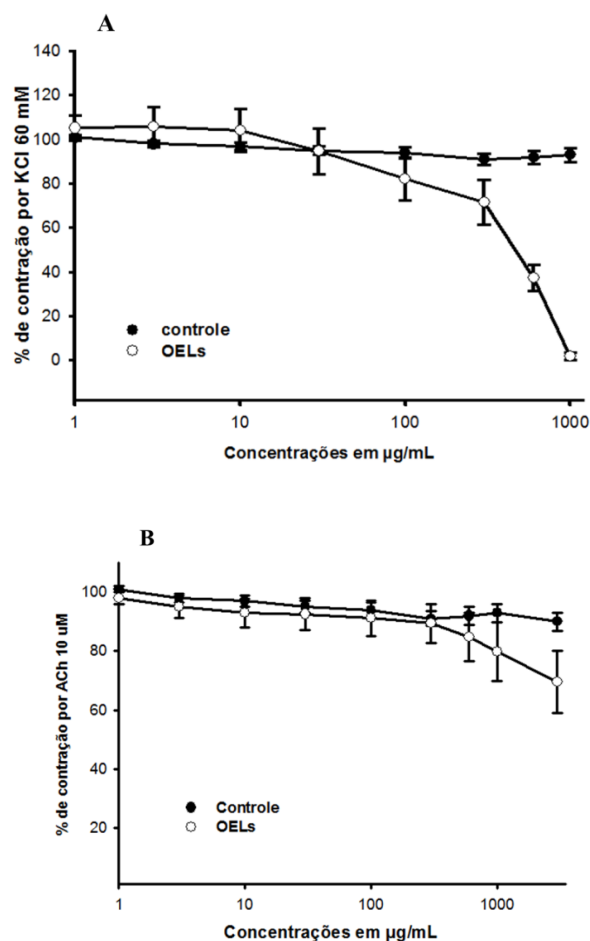 A
140
120
100
80
60
40
20
0
% de contração por KCl 60 mM
controle
OELs
1
10
100
1000
Concentrações em µg/mL
B
100
80
60
40
20
% de contração por ACh 10 uM
Controle
OELs
1
10
100
1000
Concentrações em µg/mL